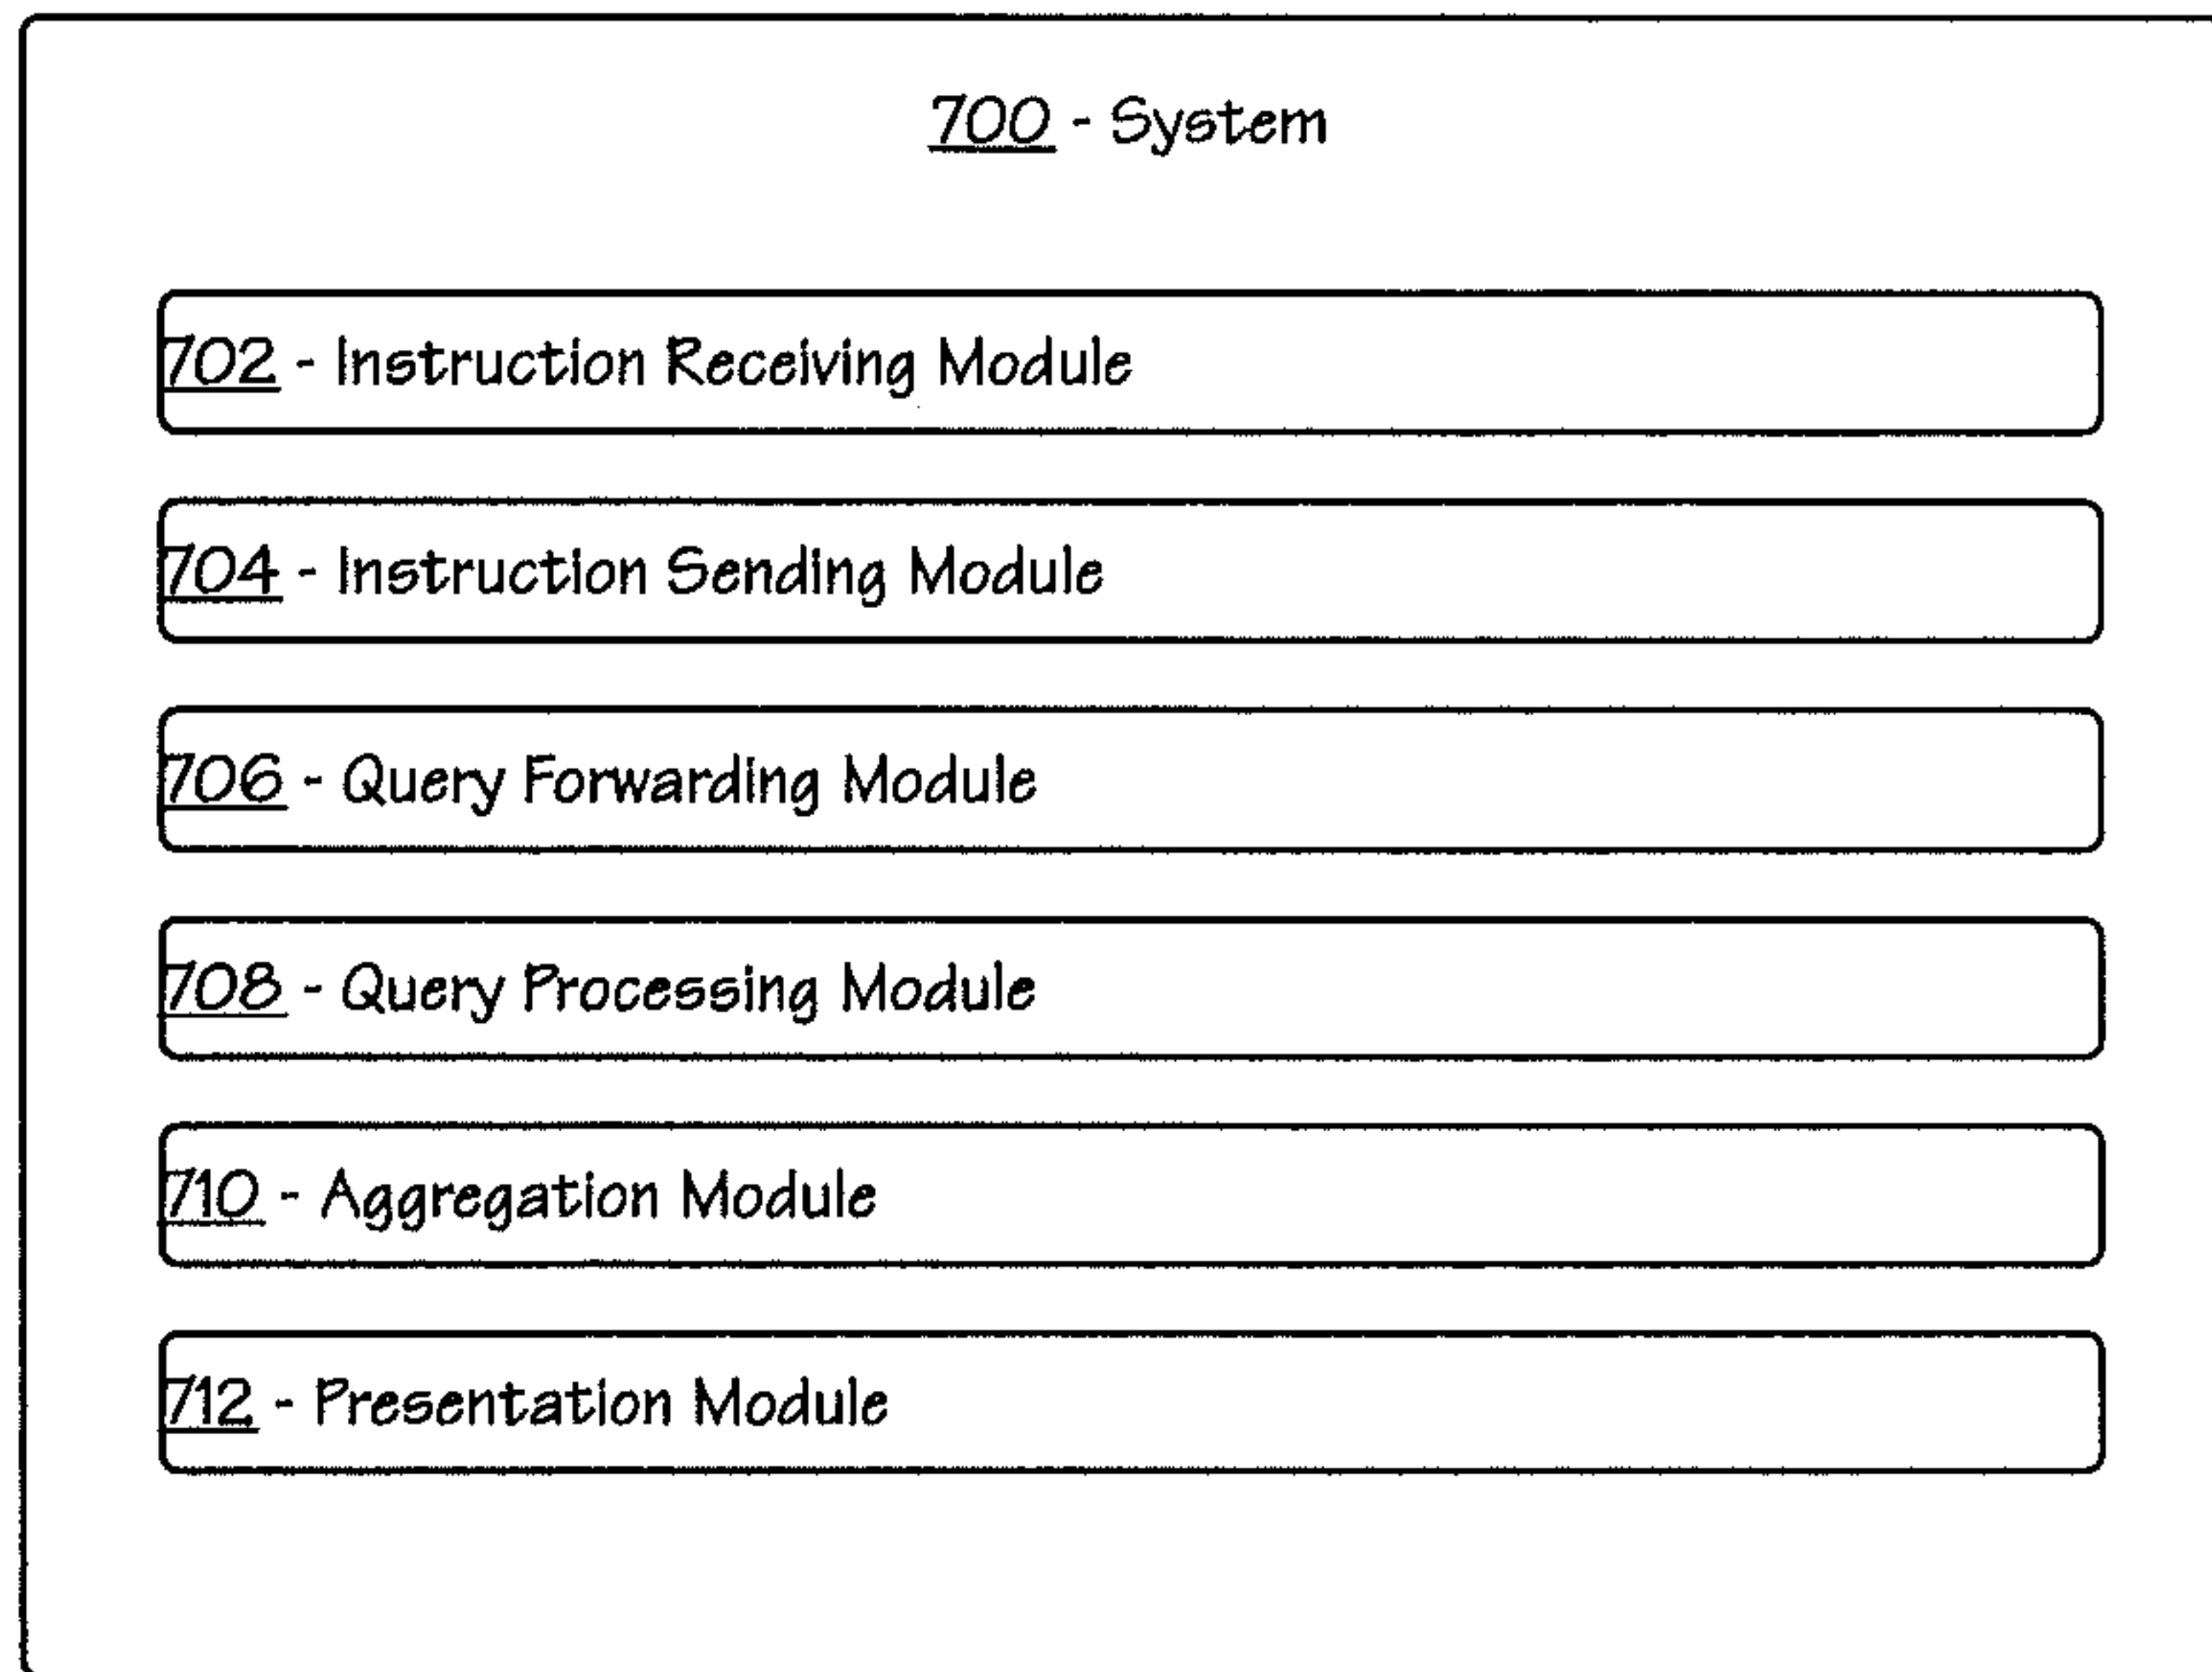 700 - System
702 - Instruction Receiving Module
704 - Instruction Sending Module
706 - Query Forwarding Module
708 - Query Processing Module
710 - Aggregation Module
712 - Presentation Module